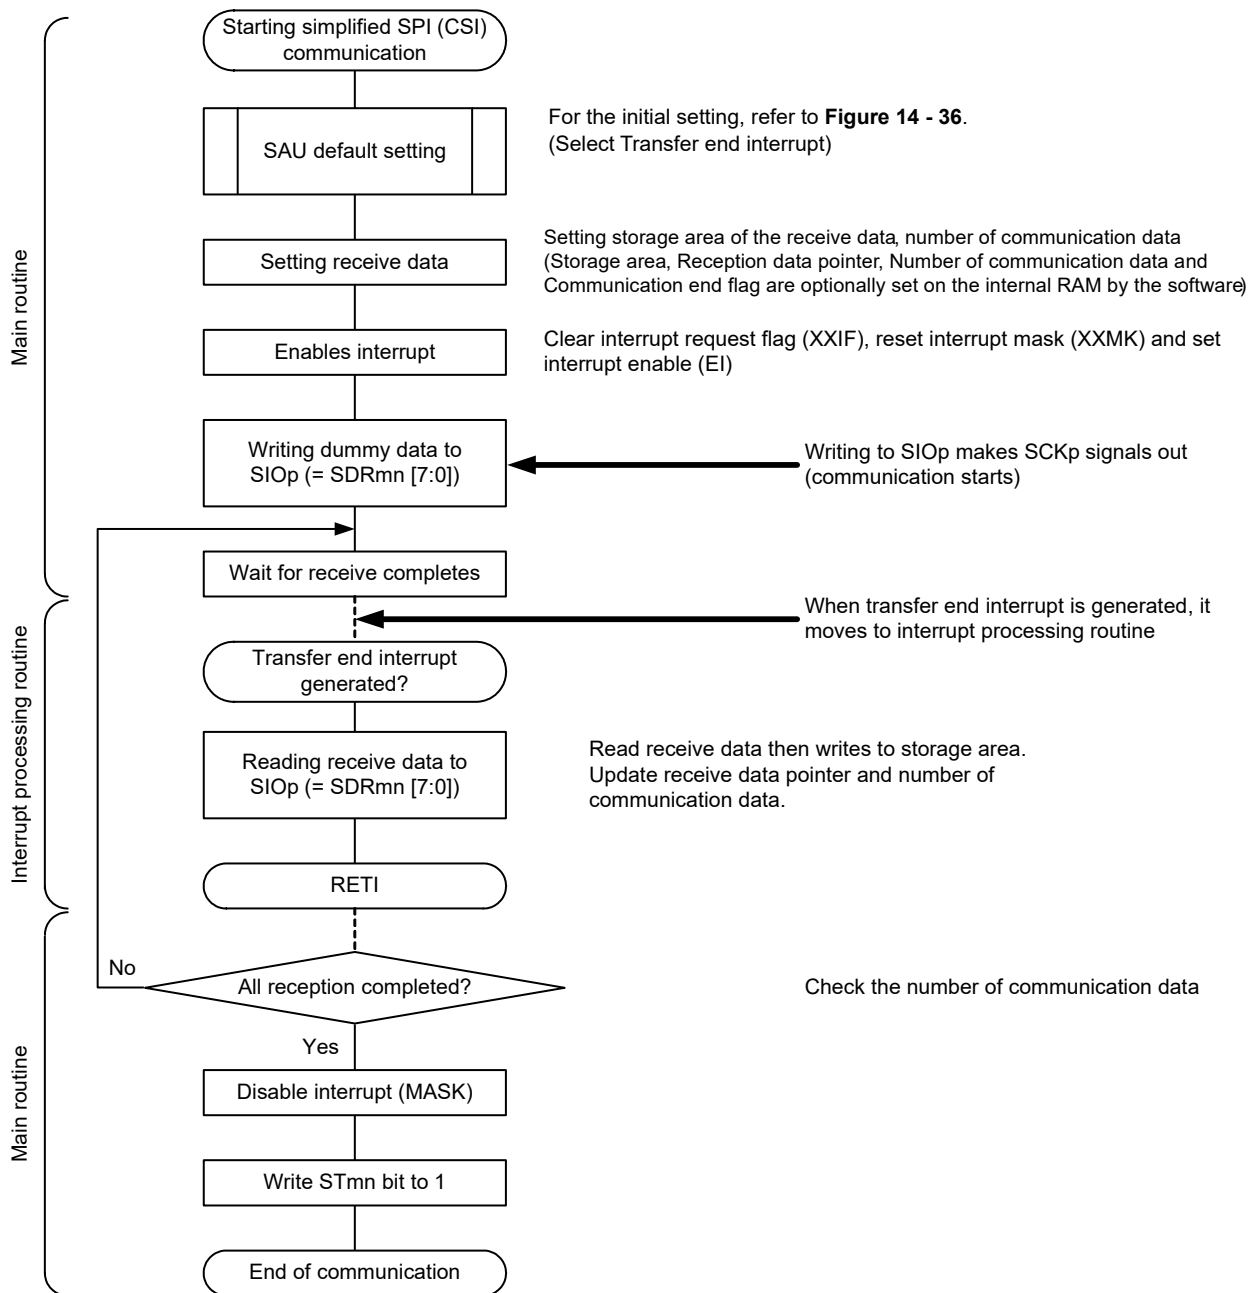 Starting simplified SPI (CSI)
communication
SAU default setting
For the initial setting, refer to Figure 14 - 36.
(Select Transfer end interrupt)
Setting receive data
Setting storage area of the receive data, number of communication data
(Storage area, Reception data pointer, Number of communication data and
Communication end flag are optionally set on the internal RAM by the software)
Main routine
Enables interrupt
Clear interrupt request flag (XXIF), reset interrupt mask (XXMK) and set
interrupt enable (EI)
Writing dummy data to
SIOp (= SDRmn [7:0])
Writing to SIOp makes SCKp signals out
(communication starts)
Wait for receive completes
When transfer end interrupt is generated, it
moves to interrupt processing routine
Transfer end interrupt
generated?
Interrupt processing routine
Reading receive data to
SIOp (= SDRmn [7:0])
Read receive data then writes to storage area.
Update receive data pointer and number of
communication data.
RETI
No
All reception completed?
Check the number of communication data
Yes
Main routine
Disable interrupt (MASK)
Write STmn bit to 1
End of communication